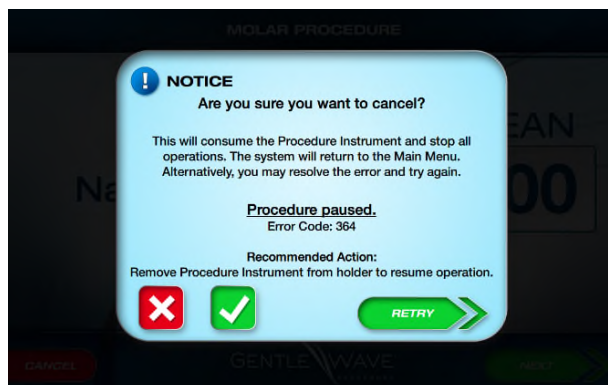 MOLAR PROCEDURE
NOTICE
Are you sure you want to cancel?
This will consume the Procedure Instrument and stop all
operations. The system will return to the Main Menu.
Alternatively, you may resolve the error and try again.
Procedure paused.
Error Code: 364
Recommended Action:
Remove Procedure Instrument from holder to resume operation.
RETRY
CANCEL
GENTLEWAVE
NEXT